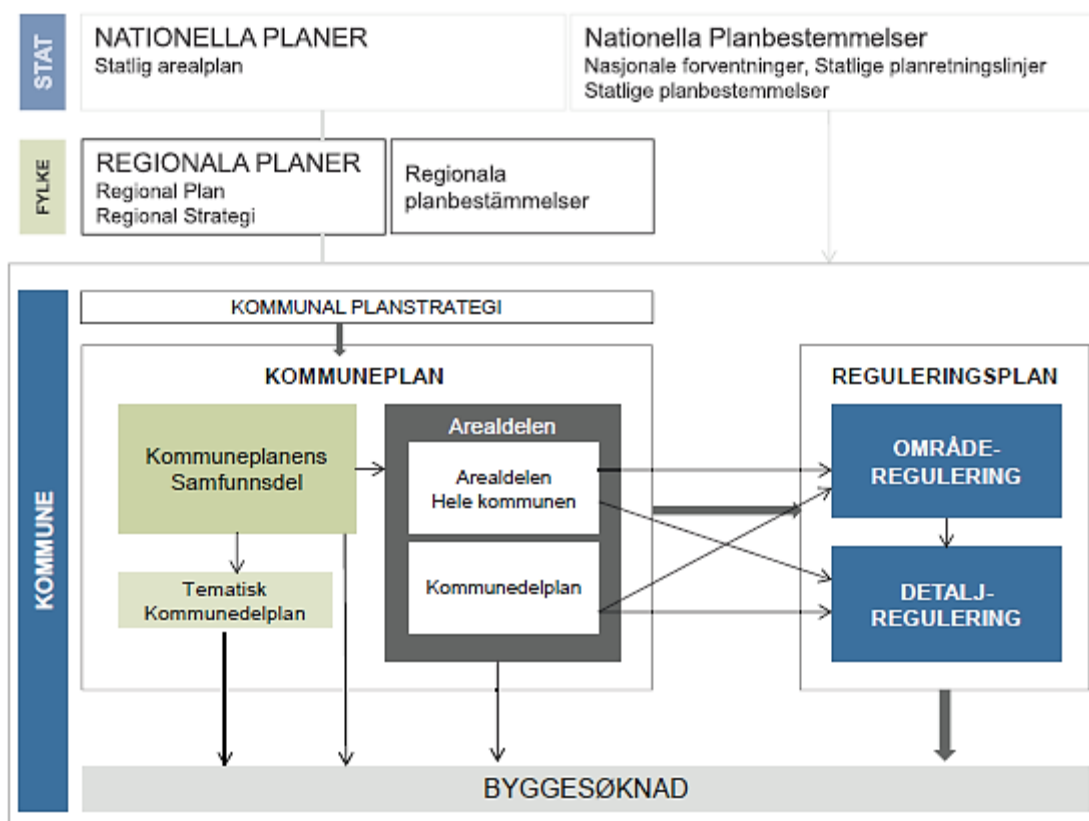 STAT
NATIONELLA PLANER
Statlig arealplan
Nationella Planbestemmelser
Nasjonale forventninger, Statlige planretningslinjer
Statlige planbestemmelser
FYLKE
REGIONALA PLANER
Regional Plan
Regional Strategi
Regionala
planbestämmelser
KOMMUNE
KOMMUNAL PLANSTRATEGI
KOMMUNEPLAN
Kommuneplanens
Samfunnsdel
Tematisk
Kommunedelplan
Arealdelen
Arealdelen
Hele kommunen
Kommunedelplan
REGULERINGSPLAN
OMRÅDE-
REGULERING
DETALJ-
REGULERING
BYGGESØKNAD